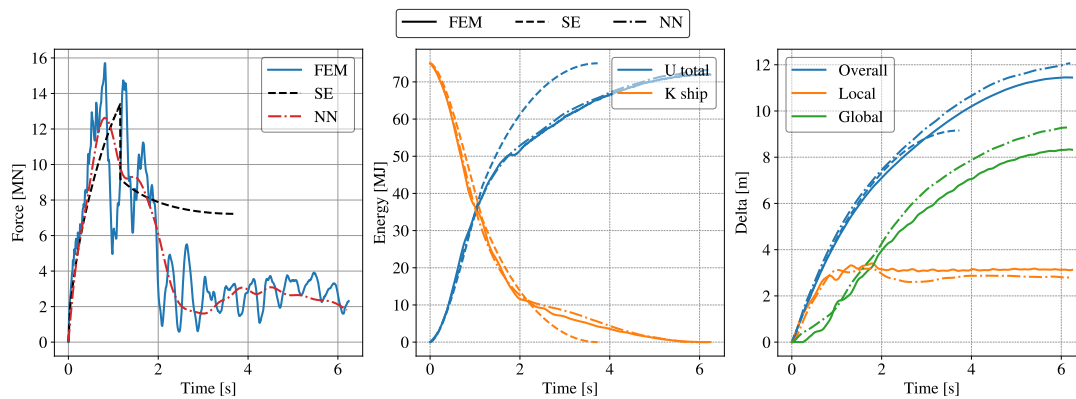 FEM SE NN
16
14
12
10
8
6
4
2
0
Force [MN]
FEM
SE
NN
0 2 4 6
Time [s]
70
60
50
40
30
20
10
0
Energy [MJ]
U total
K ship
0 2 4 6
Time [s]
12
10
8
6
4
2
0
Delta [m]
Overall
Local
Global
0 2 4 6
Time [s]